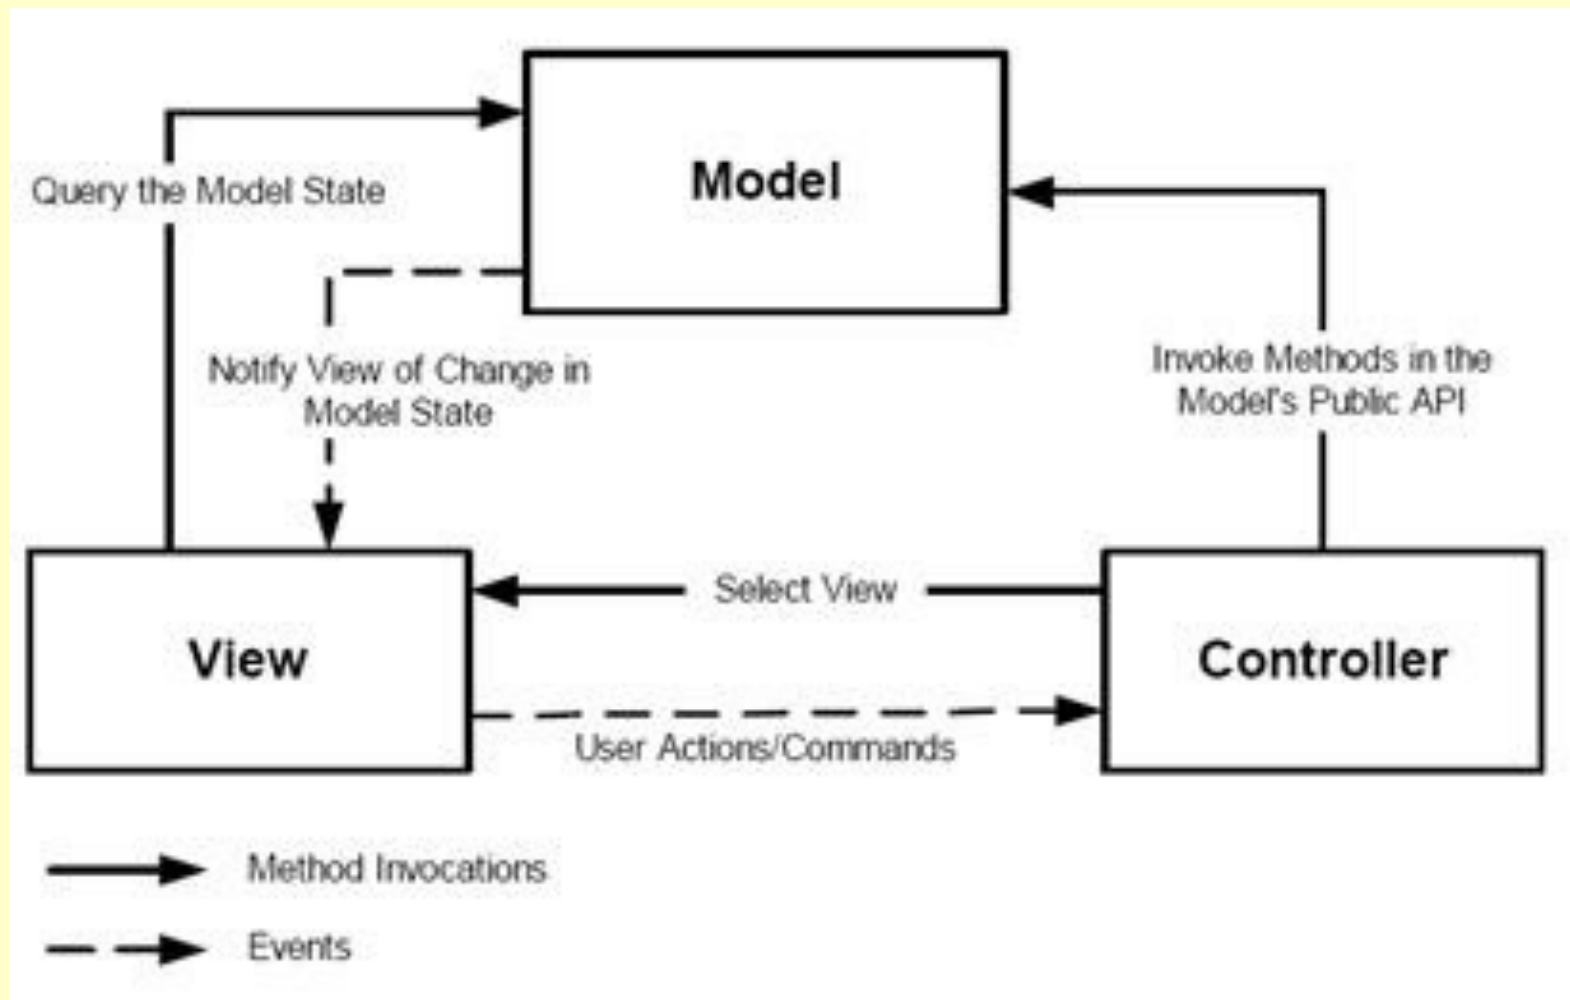 Model
Query the Model State
Notify View of Change in
Model State
Invoke Methods in the
Model's Public API
Select View
View
Controller
User Actions/Commands
Method Invocations
Events